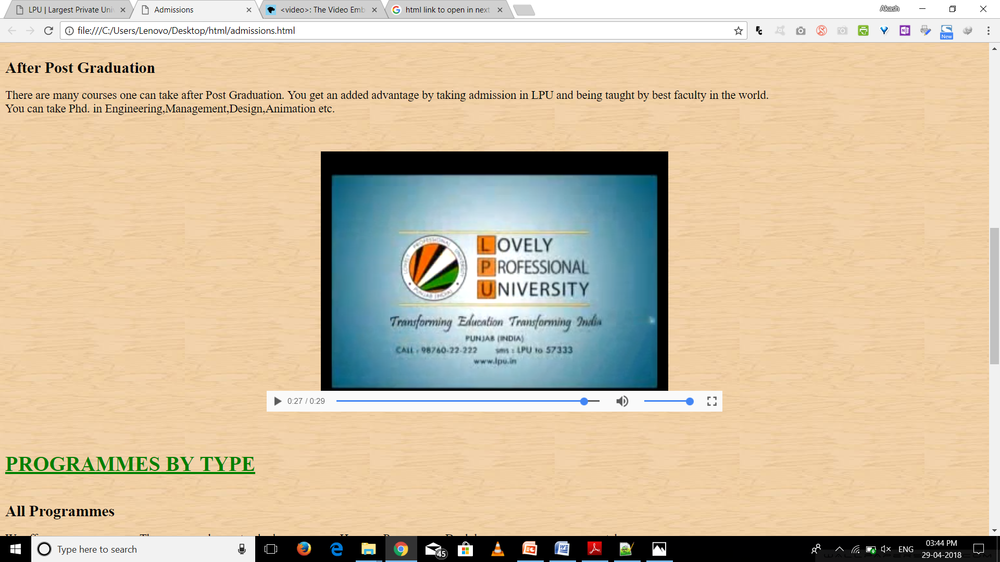 LPU | Largest Private Uni
Admissions
<video>: The Video Emb
html link to open in next
Akash
file:///C:/Users/Lenovo/Desktop/html/admissions.html
New
After Post Graduation
There are many courses one can take after Post Graduation. You get an added advantage by taking admission in LPU and being taught by best faculty in the world.
You can take Phd. in Engineering,Management,Design,Animation etc.
LOVELY PROFESSIONAL UNIVERSITY
PUNJAB (INDIA)
LOVELY
PROFESSIONAL
UNIVERSITY
Transforming Education Transforming India
PUNJAB (INDIA)
CALL : 98760-22-222 sms : LPU to 57333
www.lpu.in
0:27 / 0:29
PROGRAMMES BY TYPE
All Programmes
Type here to search
45
ENG
03:44 PM
29-04-2018